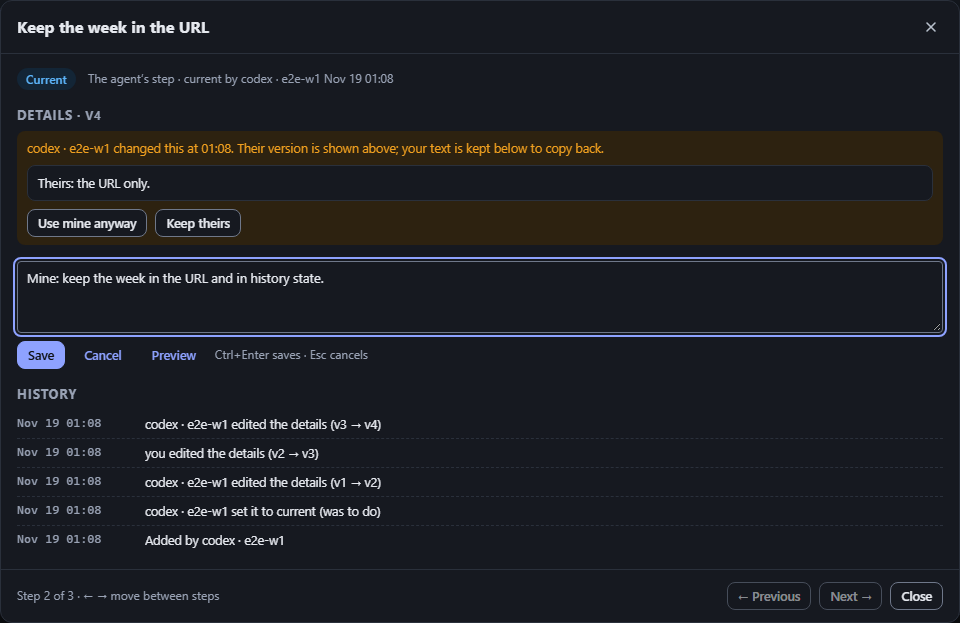 Keep the week in the URL
×
Current The agent's step · current by codex · e2e-w1 Nov 19 01:08
DETAILS · V4
codex · e2e-w1 changed this at 01:08. Their version is shown above; your text is kept below to copy back.
Theirs: the URL only.
Use mine anyway Keep theirs
Mine: keep the week in the URL and in history state.
Save Cancel Preview Ctrl+Enter saves · Esc cancels
HISTORY
Nov 19 01:08 codex · e2e-w1 edited the details (v3 → v4)
Nov 19 01:08 you edited the details (v2 → v3)
Nov 19 01:08 codex · e2e-w1 edited the details (v1 → v2)
Nov 19 01:08 codex · e2e-w1 set it to current (was to do)
Nov 19 01:08 Added by codex · e2e-w1
Step 2 of 3 · ← → move between steps ← Previous Next → Close